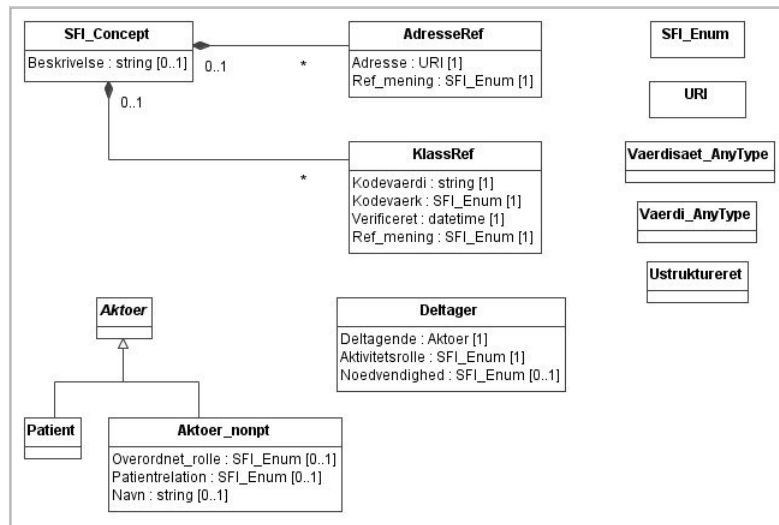 SFI_Concept
Beskrivelse : string [0..1]
0..1
*
0..1
*
AdresseRef
Adresse : URI [1]
Ref_mening : SFI_Enum [1]
KlassRef
Kodevaerdi : string [1]
Kodevaerk : SFI_Enum [1]
Verificeret : datetime [1]
Ref_mening : SFI_Enum [1]
SFI_Enum
URI
Vaerdisaet_AnyType
Vaerdi_AnyType
Ustruktureret
Aktoer
Patient
Aktoer_nonpt
Overordnet_rolle : SFI_Enum [0..1]
Patientrelation : SFI_Enum [0..1]
Navn : string [0..1]
Deltager
Deltagende : Aktoer [1]
Aktivitetsrolle : SFI_Enum [1]
Noedvendighed : SFI_Enum [0..1]